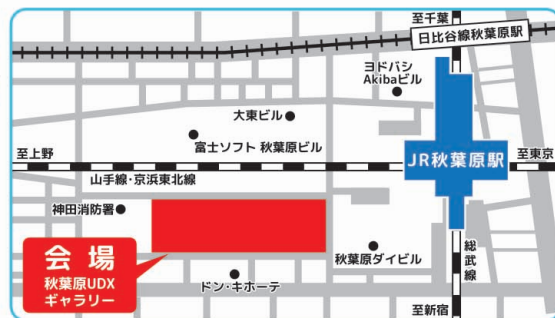 至千葉
日比谷線秋葉原駅
ヨドバシ
Akibaビル
大東ビル
富士ソフト 秋葉原ビル
至上野
JR秋葉原駅
至東京
山手線・京浜東北線
神田消防署
会場
秋葉原UDX
ギャラリー
秋葉原ダイビル
総武線
ドン・キホーテ
至新宿